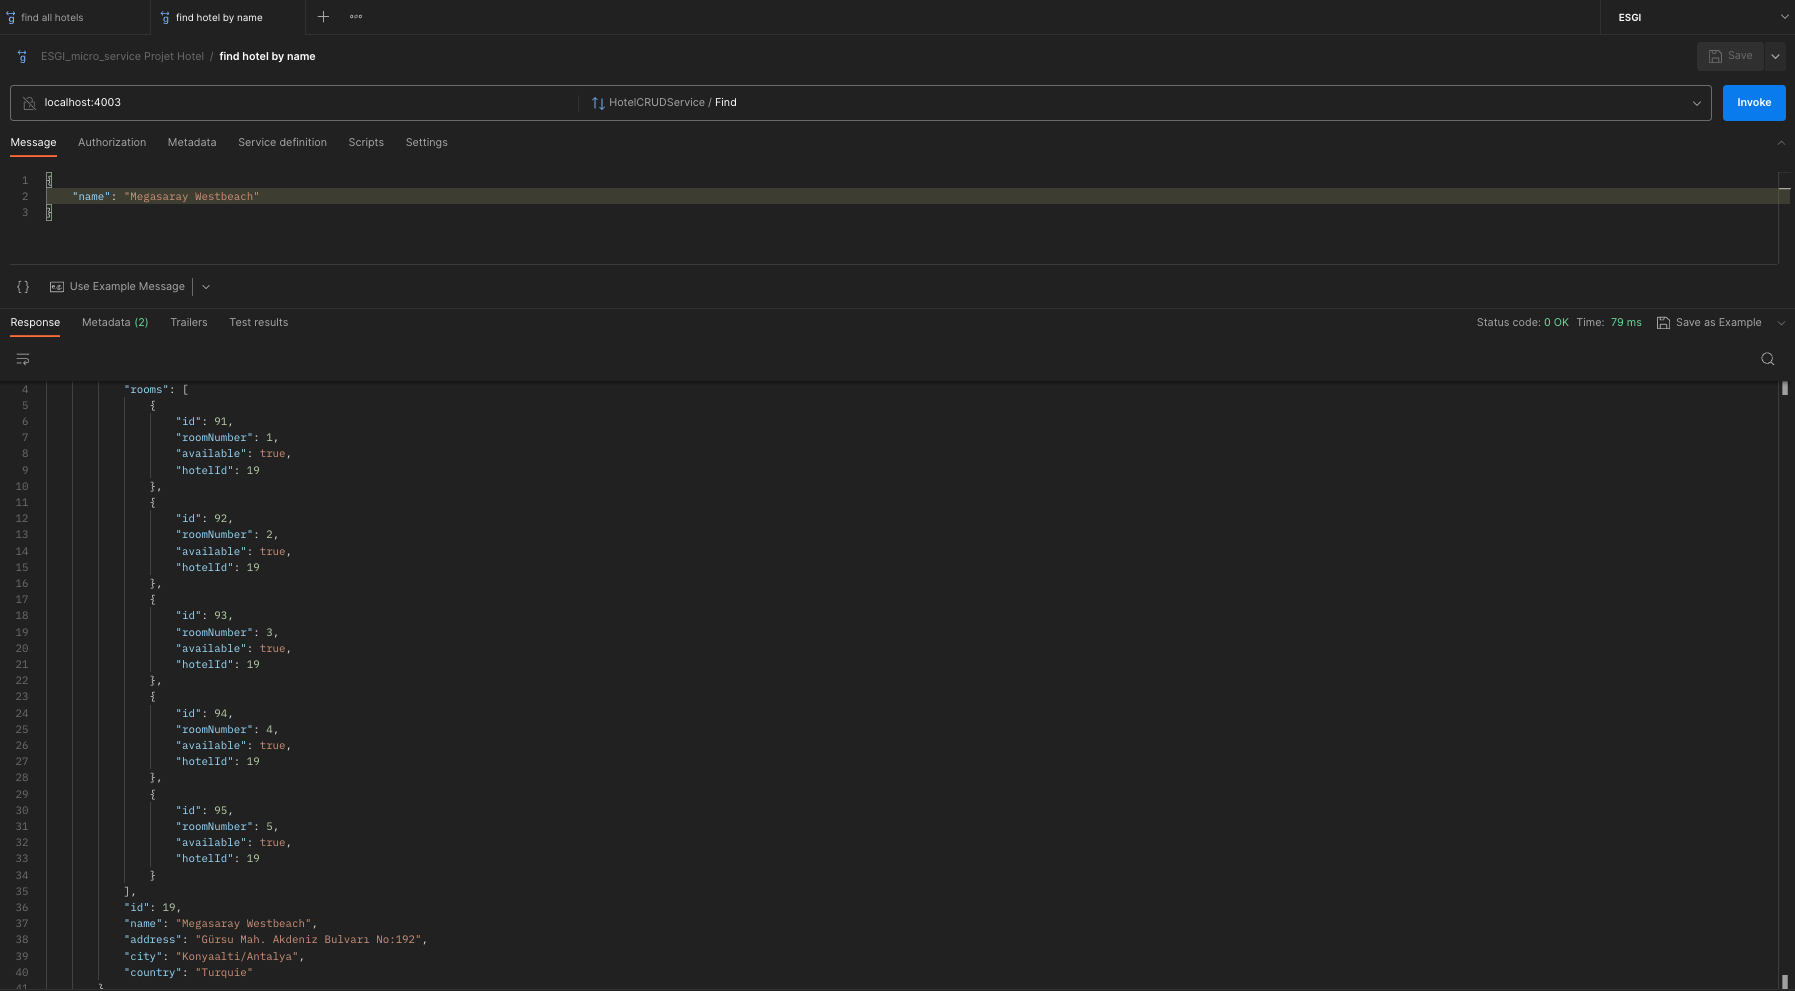 find all hotels
find hotel by name
ESGI
ESGI_micro_service Projet Hotel / find hotel by name
Save
localhost:4003
HotelCRUDService / Find
Invoke
Message Authorization Metadata Service definition Scripts Settings
1 {
2 "name": "Megasaray Westbeach"
3 }
{} Use Example Message
Response Metadata (2) Trailers Test results
Status code: 0 OK Time: 79 ms Save as Example
4 "rooms": [
5 {
6 "id": 91,
7 "roomNumber": 1,
8 "available": true,
9 "hotelId": 19
10 },
11 {
12 "id": 92,
13 "roomNumber": 2,
14 "available": true,
15 "hotelId": 19
16 },
17 {
18 "id": 93,
19 "roomNumber": 3,
20 "available": true,
21 "hotelId": 19
22 },
23 {
24 "id": 94,
25 "roomNumber": 4,
26 "available": true,
27 "hotelId": 19
28 },
29 {
30 "id": 95,
31 "roomNumber": 5,
32 "available": true,
33 "hotelId": 19
34 }
35 ],
36 "id": 19,
37 "name": "Megasaray Westbeach",
38 "address": "Gürsu Mah. Akdeniz Bulvarı No:192",
39 "city": "Konyaalti/Antalya",
40 "country": "Turquie"
41 }